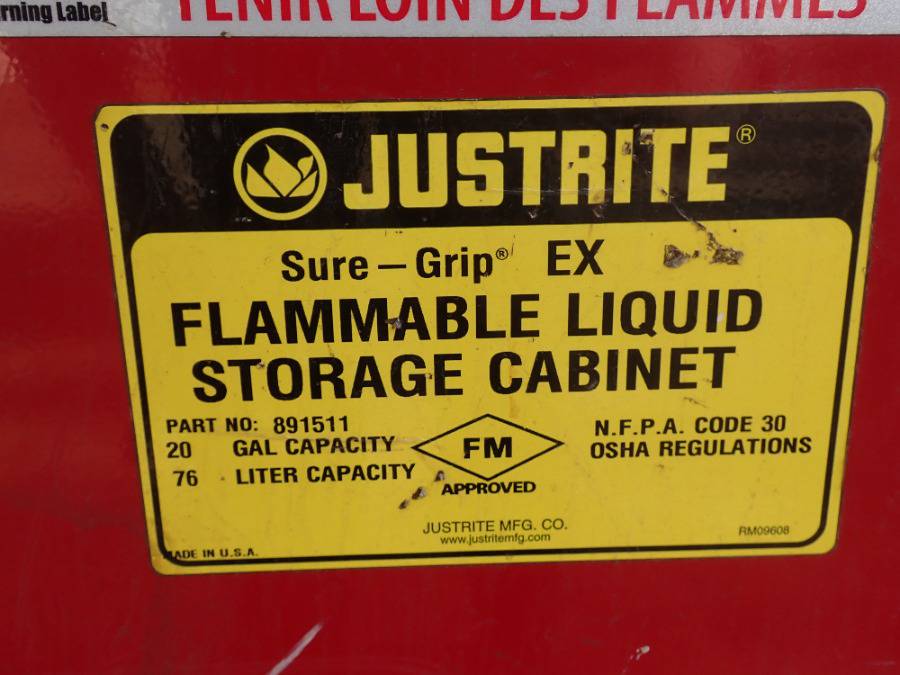 rning Label
TENIR LOIN DES FLAMMES
JUSTRITE®
Sure-Grip® EX
FLAMMABLE LIQUID
STORAGE CABINET
PART NO: 891511
20 GAL CAPACITY
76 LITER CAPACITY
FM
APPROVED
N.F.P.A. CODE 30
OSHA REGULATIONS
JUSTRITE MFG. CO.
www.justritemfg.com
RM09608
MADE IN U.S.A.